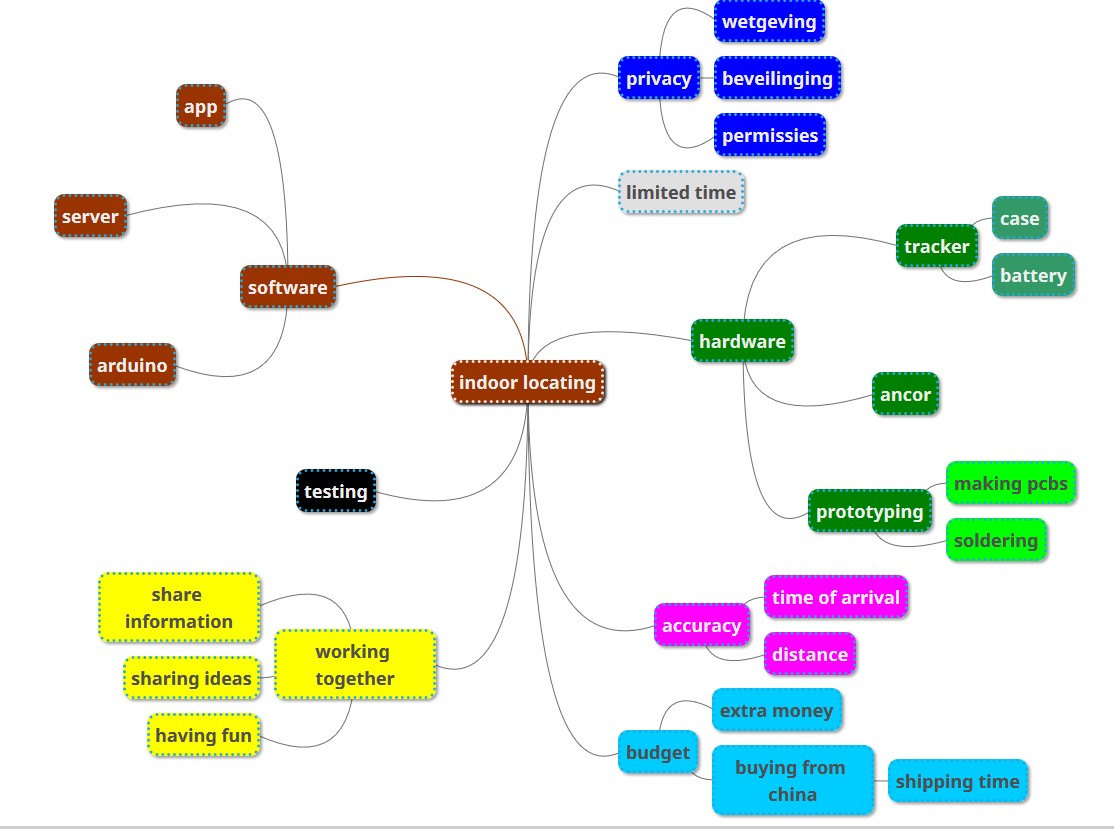 wetgeving
privacy
beveilinging
permissies
app
limited time
server
case
tracker
battery
software
hardware
arduino
indoor locating
ancor
testing
making pcbs
prototyping
soldering
share
information
time of arrival
accuracy
working
together
distance
sharing ideas
having fun
extra money
budget
buying from
china
shipping time